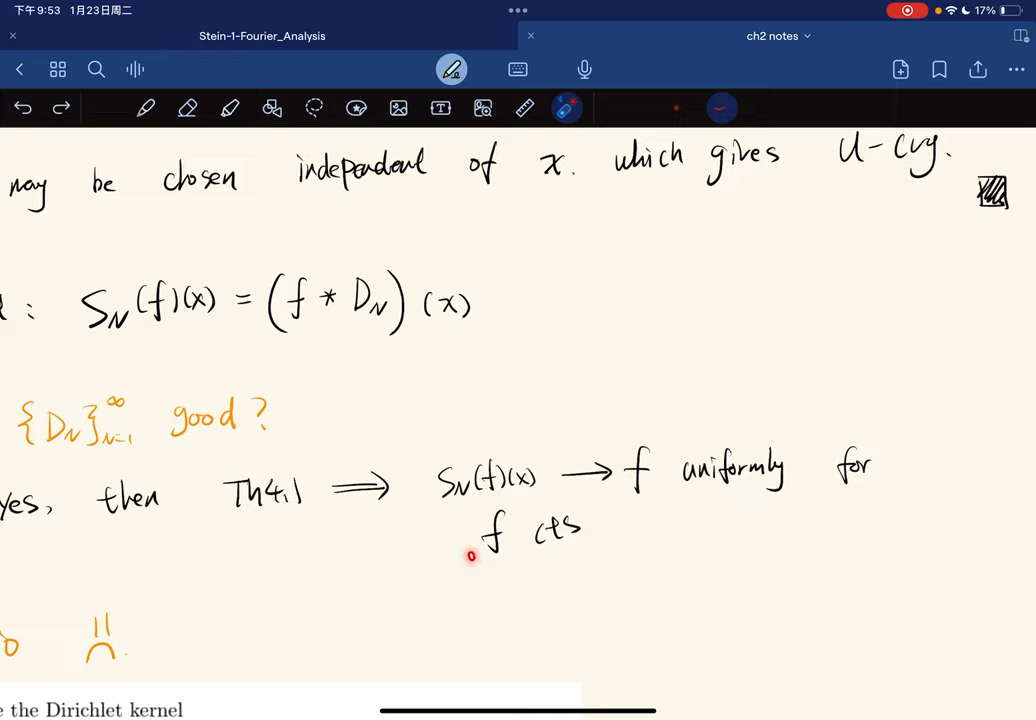 下午9:53 1月23日周二
17%
Stein-1-Fourier_Analysis
ch2 notes
may be chosen independent of x. which gives U-cvg.
: S_N(f)(x) = (f * D_N)(x)
{D_N}_{N=1}^∞ good?
yes, then Th4.1 ⟹ S_N(f)(x) → f uniformly for
f cts
e the Dirichlet kernel